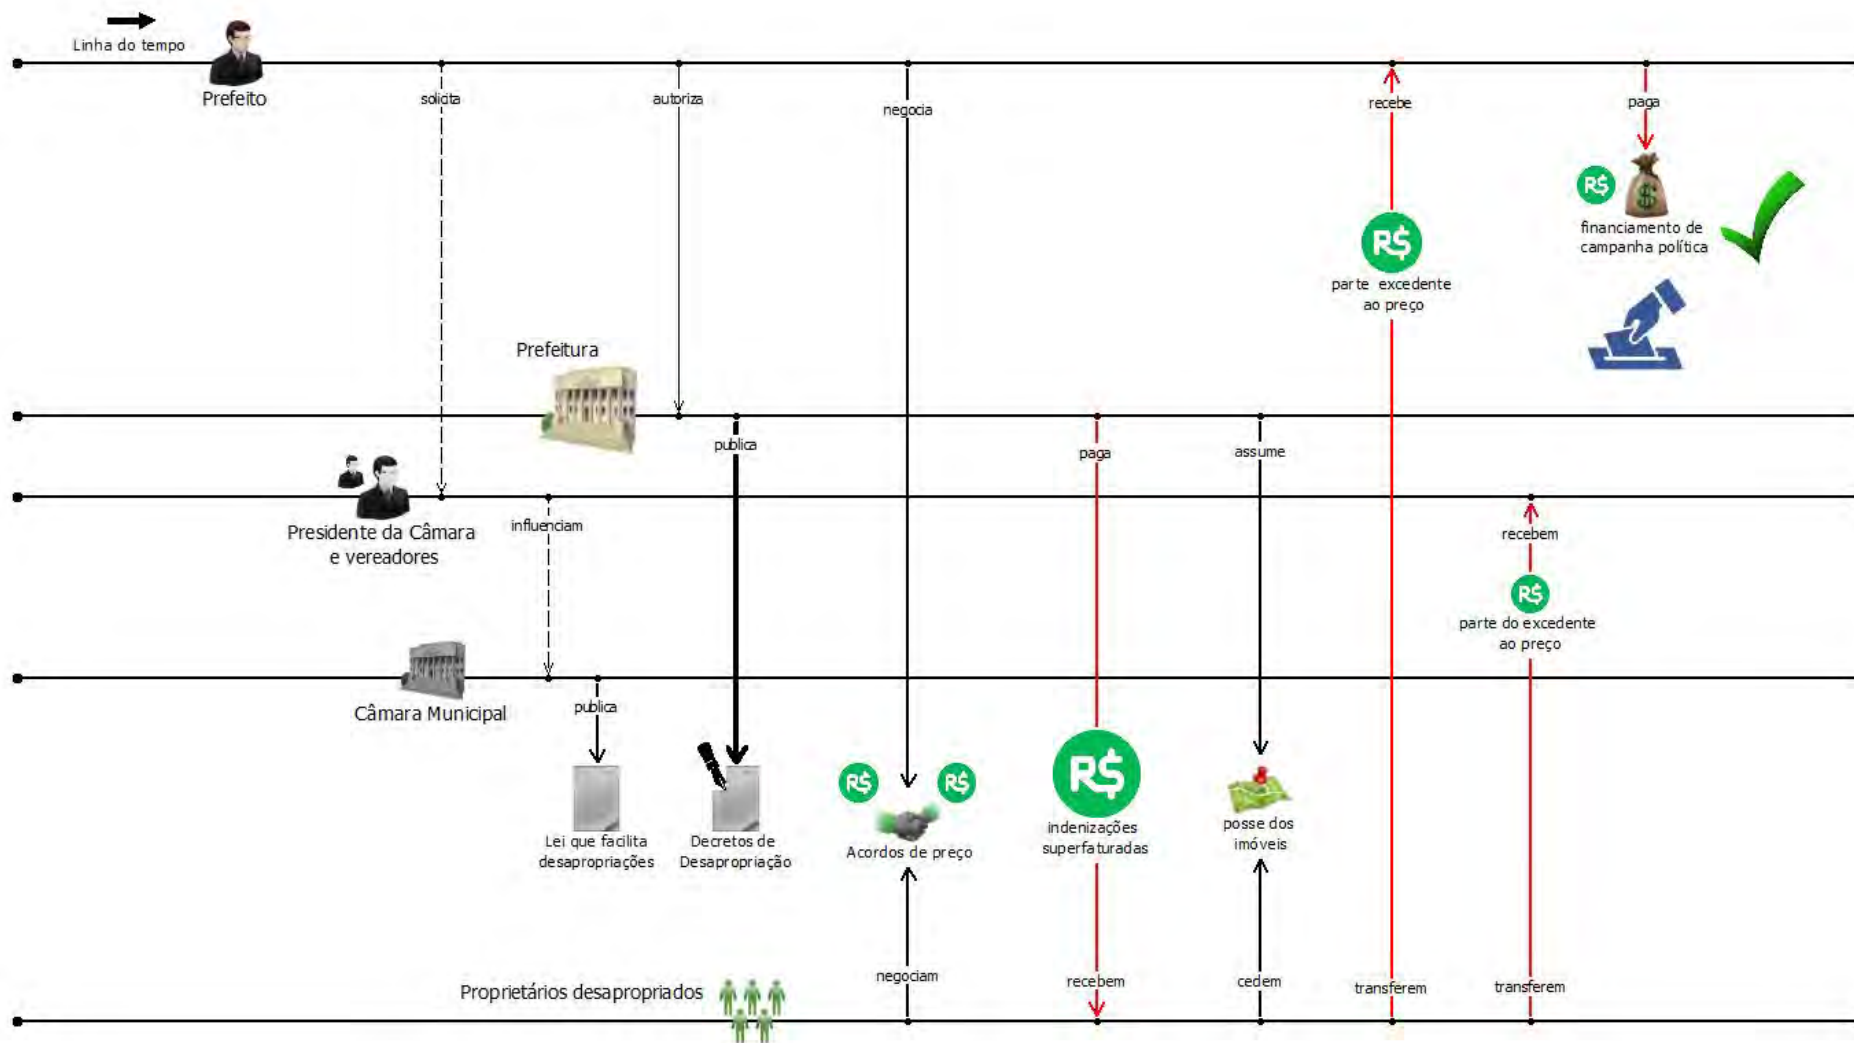 Linha do tempo
Prefeito
solicita
autoriza
negocia
recebe
paga
R$
financiamento de
campanha política
R$
parte excedente
ao preço
Prefeitura
publica
paga
assume
Presidente da Câmara
e vereadores
influenciam
recebem
R$
parte do excedente
ao preço
Câmara Municipal
publica
Lei que facilita
desapropriações
Decretos de
Desapropriação
R$
R$
Acordos de preço
R$
indenizações
superfaturadas
posse dos
imóveis
negociam
recebem
cedem
transferem
transferem
Proprietários desapropriados